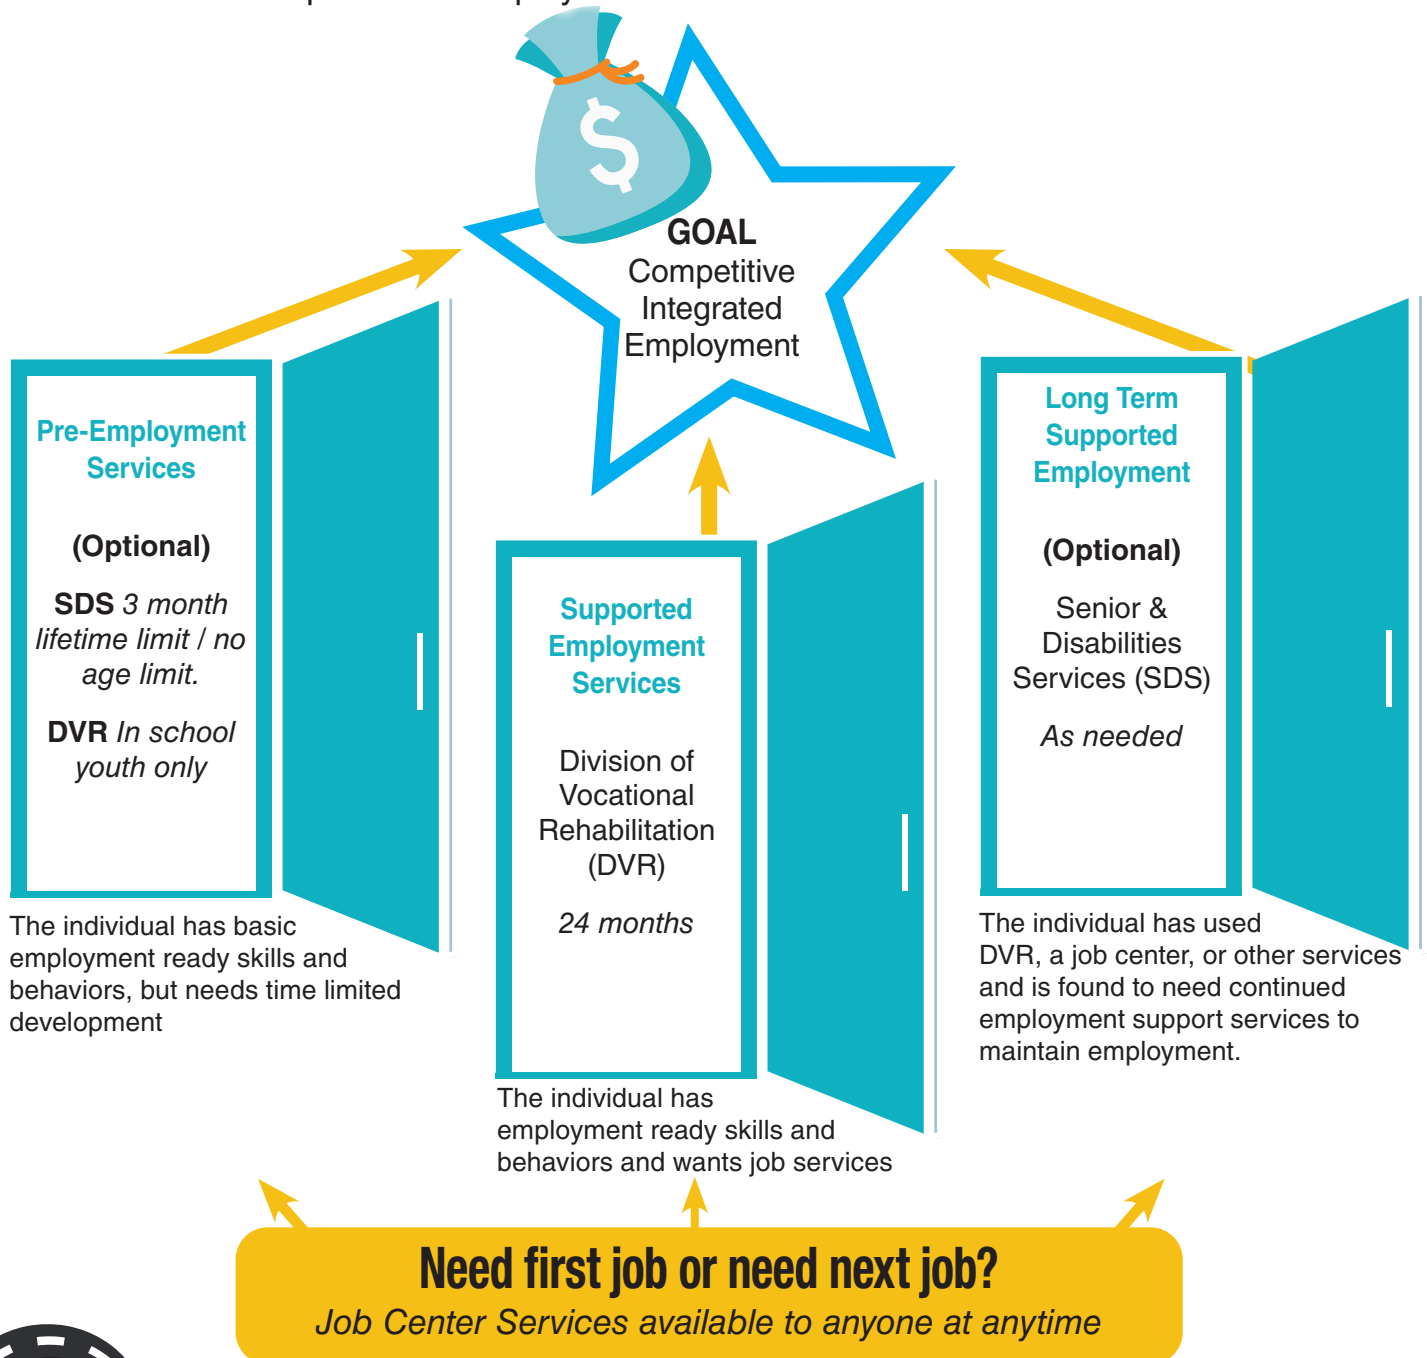 $
GOAL
Competitive
Integrated
Employment
Pre-Employment
Services
(Optional)
SDS 3 month
lifetime limit / no
age limit.
DVR In school
youth only
The individual has basic
employment ready skills and
behaviors, but needs time limited
development
Supported
Employment
Services
Division of
Vocational
Rehabilitation
(DVR)
24 months
The individual has
employment ready skills and
behaviors and wants job services
Long Term
Supported
Employment
(Optional)
Senior &
Disabilities
Services (SDS)
As needed
The individual has used
DVR, a job center, or other services
and is found to need continued
employment support services to
maintain employment.
Need first job or need next job?
Job Center Services available to anyone at anytime